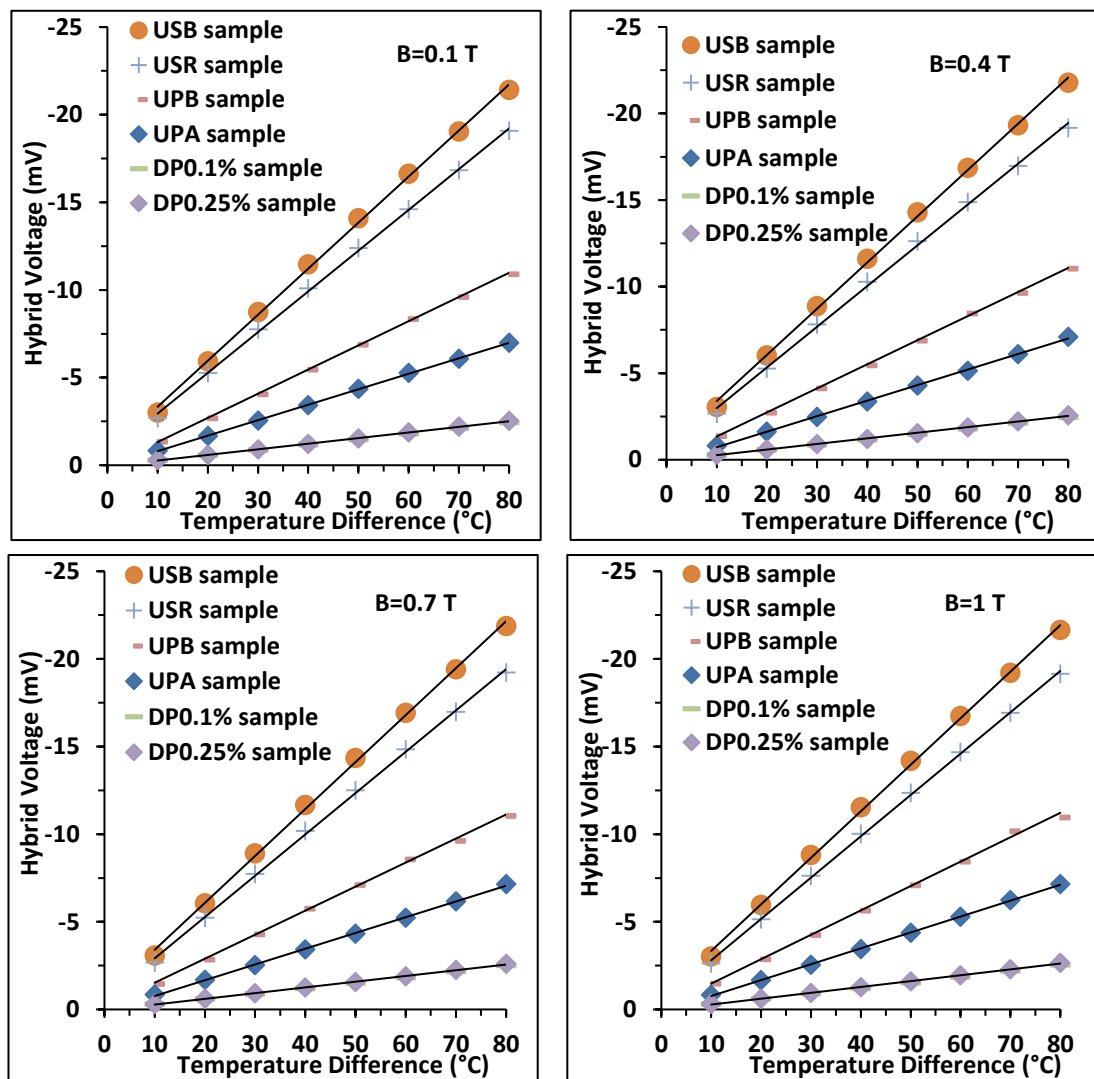 -25
-20
-15
-10
-5
0
Hybrid Voltage (mV)
USB sample
USR sample
UPB sample
UPA sample
DP0.1% sample
DP0.25% sample
B=0.1 T
10 20 30 40 50 60 70 80
Temperature Difference (°C)
-25
-20
-15
-10
-5
0
Hybrid Voltage (mV)
USB sample
USR sample
UPB sample
UPA sample
DP0.1% sample
DP0.25% sample
B=0.4 T
10 20 30 40 50 60 70 80
Temperature Difference (°C)
-25
-20
-15
-10
-5
0
Hybrid Voltage (mV)
USB sample
USR sample
UPB sample
UPA sample
DP0.1% sample
DP0.25% sample
B=0.7 T
10 20 30 40 50 60 70 80
Temperature Difference (°C)
-25
-20
-15
-10
-5
0
Hybrid Voltage (mV)
USB sample
USR sample
UPB sample
UPA sample
DP0.1% sample
DP0.25% sample
B=1 T
10 20 30 40 50 60 70 80
Temperature Difference (°C)